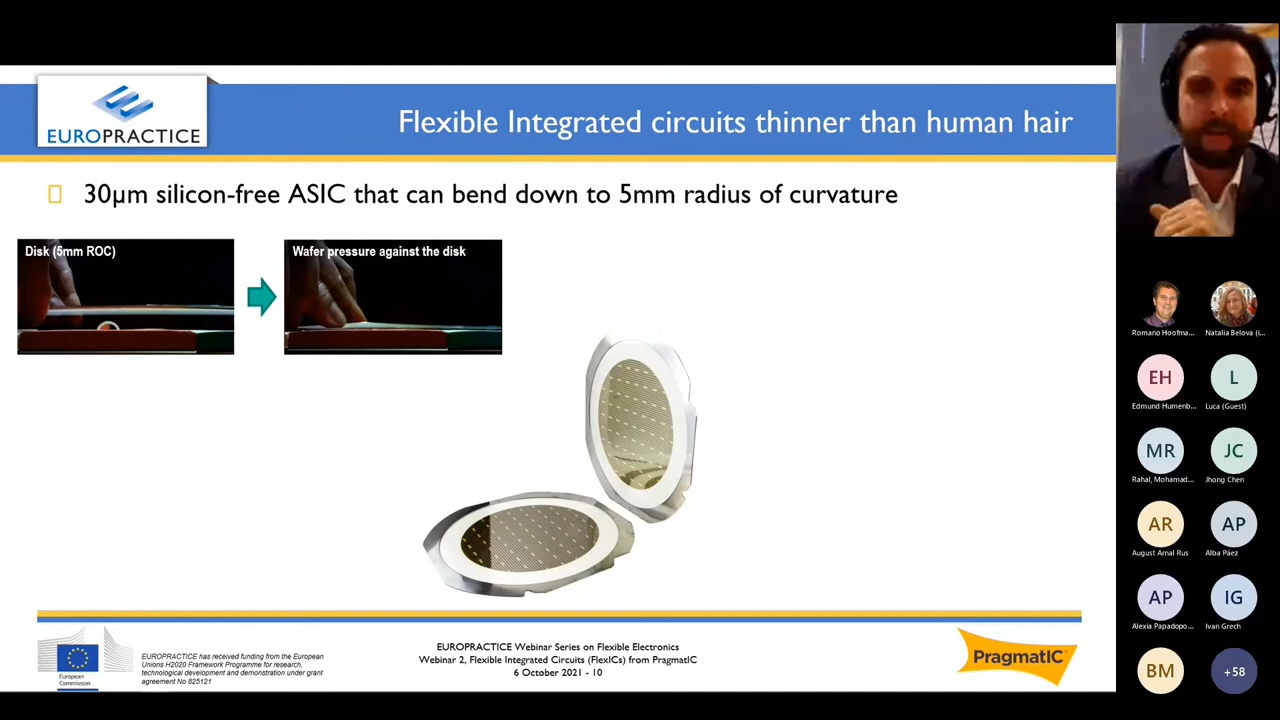 EUROPRACTICE
Flexible Integrated circuits thinner than human hair
30μm silicon-free ASIC that can bend down to 5mm radius of curvature
Disk (5mm ROC)
Wafer pressure against the disk
European
Commission
EUROPRACTICE has received funding from the European
Unions H2020 Framework Programme for research,
technological development and demonstration under grant
agreement No 825121
EUROPRACTICE Webinar Series on Flexible Electronics
Webinar 2, Flexible Integrated Circuits (FlexICs) from PragmatIC
6 October 2021 - 10
PragmatIC
Romano Hoofma...
Natalia Belova (i...
EH
Edmund Humenb...
L
Luca (Guest)
MR
Rahal, Mohamad...
JC
Jhong Chen
AR
August Arnal Rus
AP
Alba Páez
AP
Alexia Papadopo...
IG
Ivan Grech
BM
+58